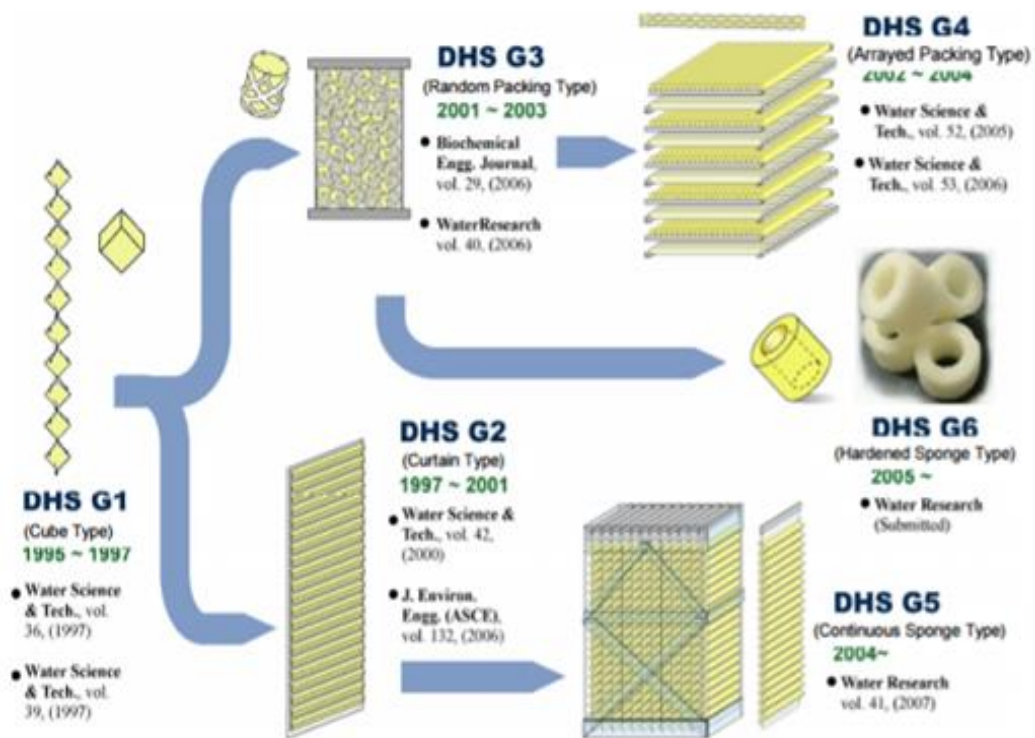 DHS G3
(Random Packing Type)
2001 ~ 2003
• Biochemical
Engg. Journal,
vol. 29, (2006)
• WaterResearch
vol. 40, (2006)
DHS G4
(Arrayed Packing Type)
2002 ~ 2004
• Water Science &
Tech., vol. 52, (2005)
• Water Science &
Tech., vol. 53, (2006)
DHS G1
(Cube Type)
1995 ~ 1997
• Water Science
& Tech., vol.
36, (1997)
• Water Science
& Tech., vol.
39, (1997)
DHS G2
(Curtain Type)
1997 ~ 2001
• Water Science &
Tech., vol. 42,
(2000)
• J. Environ.
Engg. (ASCE),
vol. 132, (2006)
DHS G6
(Hardened Sponge Type)
2005 ~
• Water Research
(Submitted)
DHS G5
(Continuous Sponge Type)
2004~
• Water Research
vol. 41, (2007)